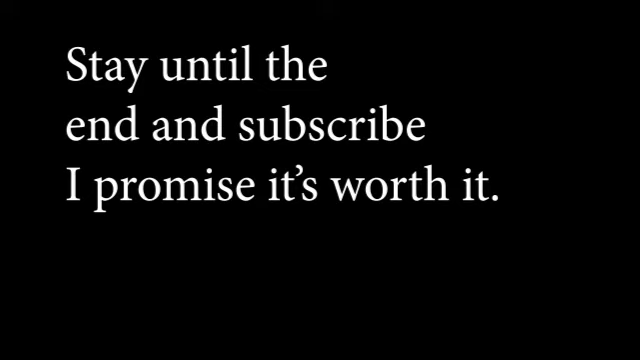 Stay until the
end and subscribe
I promise it’s worth it.